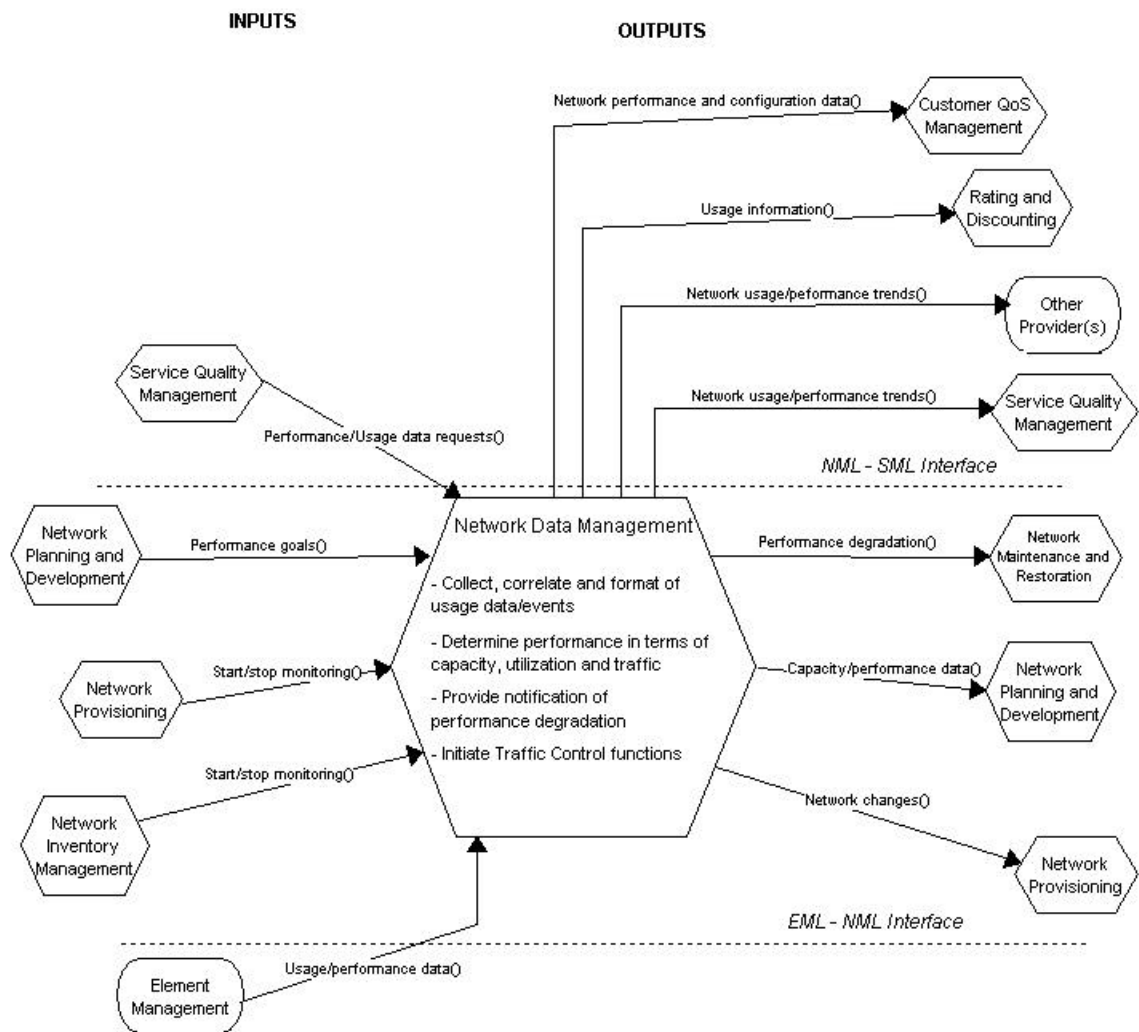 INPUTS
OUTPUTS
Network performance and configuration data()
Customer QoS
Management
Usage information()
Rating and
Discounting
Network usage/peformance trends()
Other
Provider(s)
Service Quality
Management
Network usage/performance trends()
Service Quality
Management
Performance/Usage data requests()
NML - SML Interface
Network Data Management
Network
Planning and
Development
Performance goals()
Performance degradation()
Network
Maintenance and
Restoration
- Collect, correlate and format of
usage data/events
- Determine performance in terms of
capacity, utilization and traffic
- Provide notification of
performance degradation
- Initiate Traffic Control functions
Start/stop monitoring()
Network
Provisioning
Capacity/performance data()
Network
Planning and
Development
Start/stop monitoring()
Network
Inventory
Management
Network changes()
Network
Provisioning
EML - NML Interface
Usage/performance data()
Element
Management